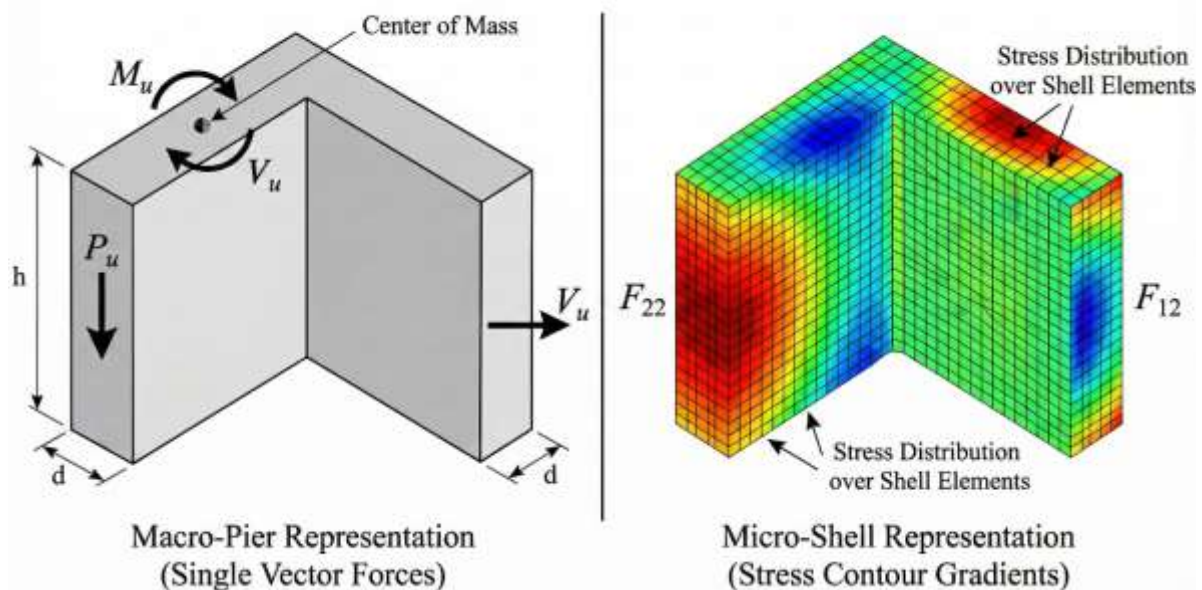 Center of Mass
M_u
V_u
P_u
h
V_u
d
d
Macro-Pier Representation
(Single Vector Forces)
Stress Distribution
over Shell Elements
F_22
F_12
Stress Distribution
over Shell Elements
Micro-Shell Representation
(Stress Contour Gradients)